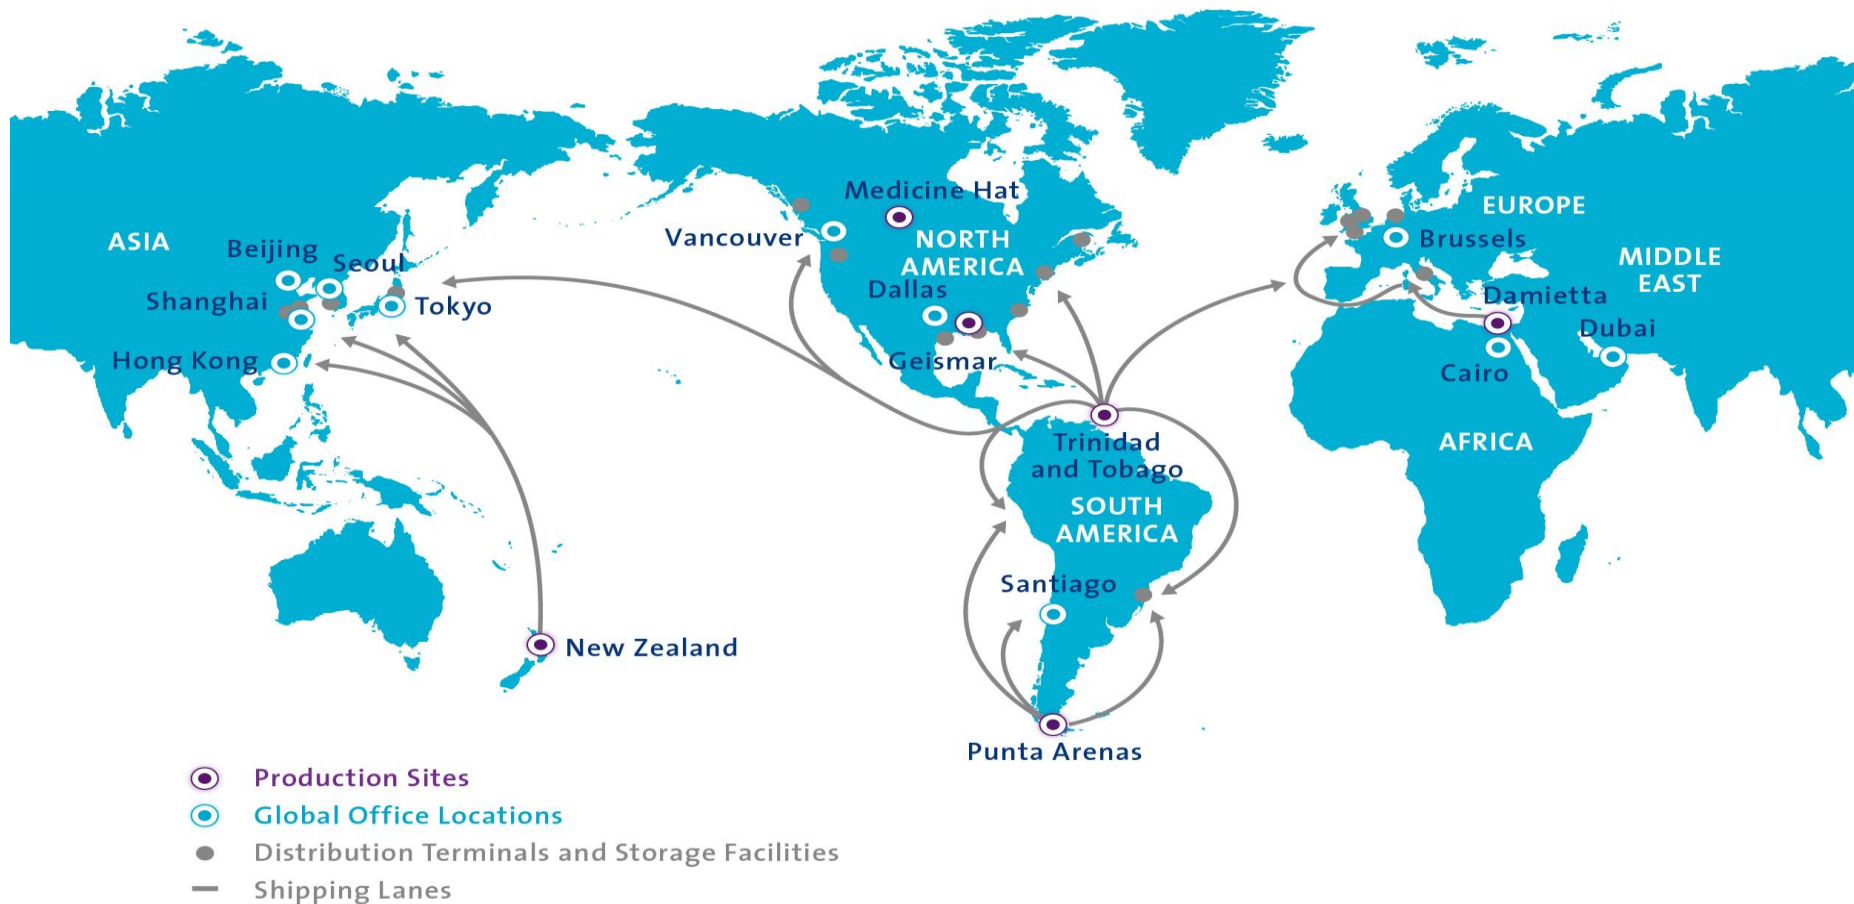 Medicine Hat
EUROPE
Vancouver
NORTH
AMERICA
Brussels
ASIA
Beijing
Seoul
MIDDLE
EAST
Dallas
Damietta
Shanghai
Tokyo
Dubai
Hong Kong
Geismar
Cairo
Trinidad
and Tobago
AFRICA
SOUTH
AMERICA
Santiago
New Zealand
Punta Arenas
Production Sites
Global Office Locations
Distribution Terminals and Storage Facilities
Shipping Lanes